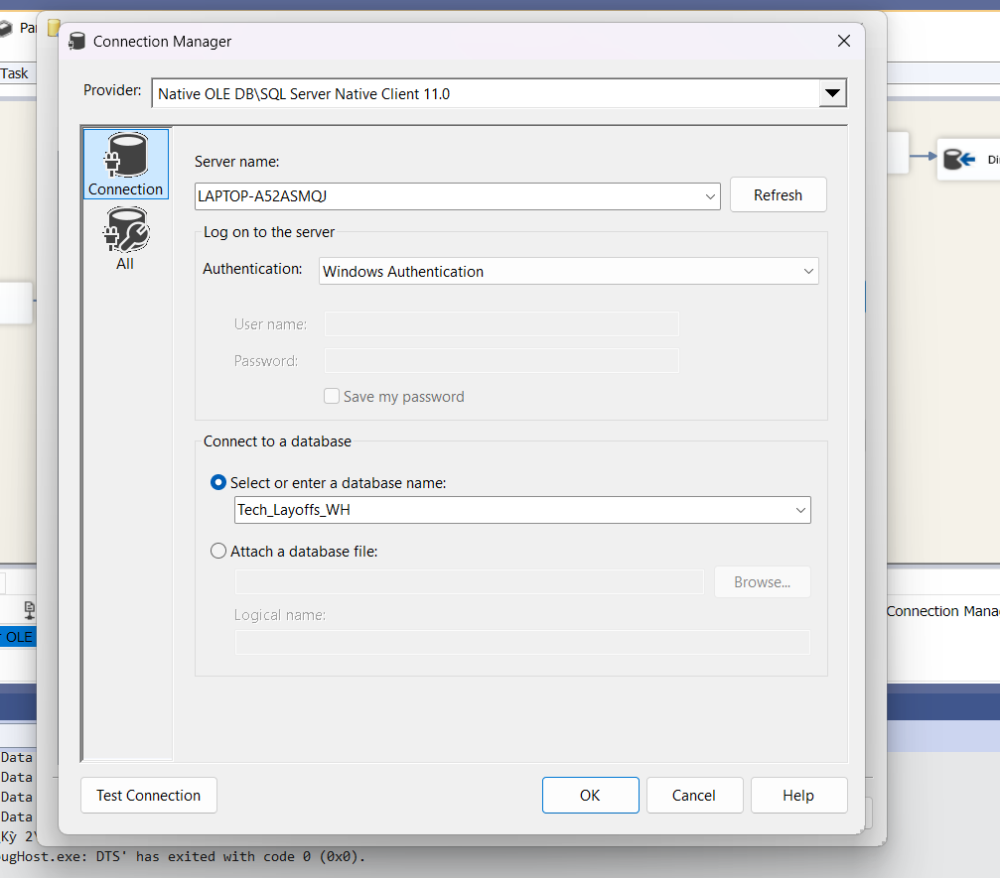 Connection Manager
Task
Provider:
Native OLE DB\SQL Server Native Client 11.0
Connection
All
Server name:
LAPTOP-A52ASMQJ
Refresh
Log on to the server
Authentication:
Windows Authentication
User name:
Password:
Save my password
Connect to a database
Select or enter a database name:
Tech_Layoffs_WH
Attach a database file:
Browse...
Logical name:
Connection Mana
OLE
Data
Data
Data
Data
Kỳ 2
Test Connection
OK
Cancel
Help
ugHost.exe: DTS' has exited with code 0 (0x0).